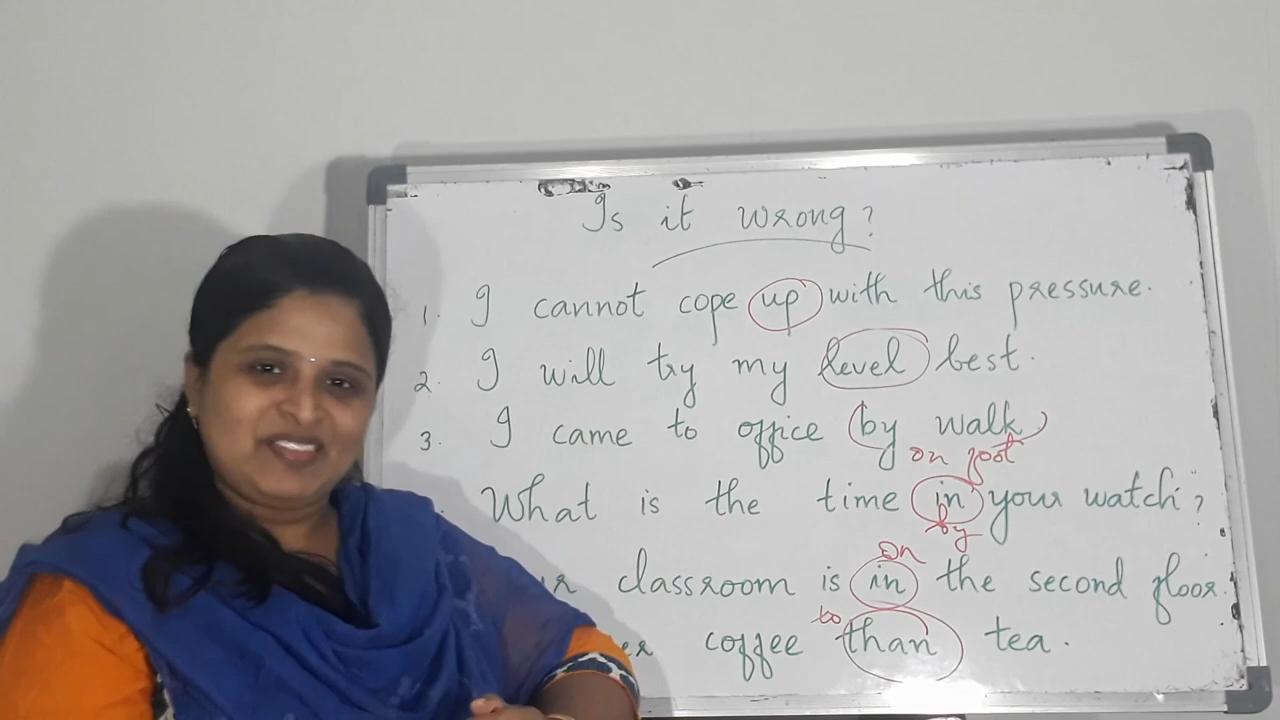 Is it wrong?
1. I cannot cope up with this pressure.
2. I will try my level best.
3. I came to office by walk
on foot
What is the time in your watch?
by
on
classroom is in the second floor.
to
coffee than tea.